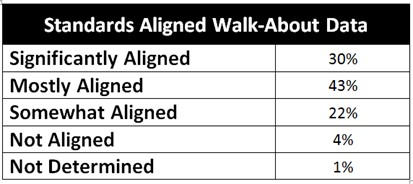 Standards Aligned Walk-About Data
Significantly Aligned 30%
Mostly Aligned 43%
Somewhat Aligned 22%
Not Aligned 4%
Not Determined 1%